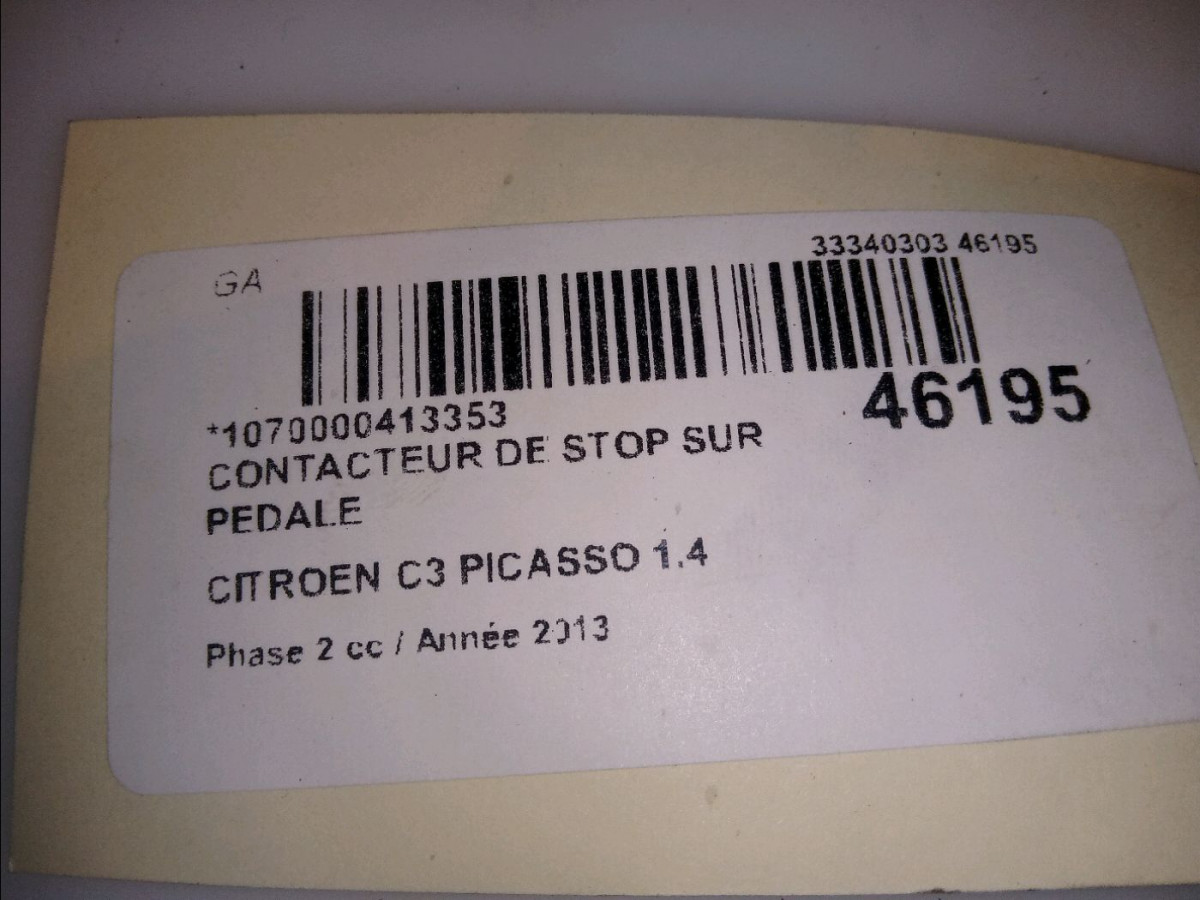 GA
33340303 46195
*1070000413353
46195
CONTACTEUR DE STOP SUR
PEDALE
CITROEN C3 PICASSO 1.4
Phase 2 cc / Année 2013